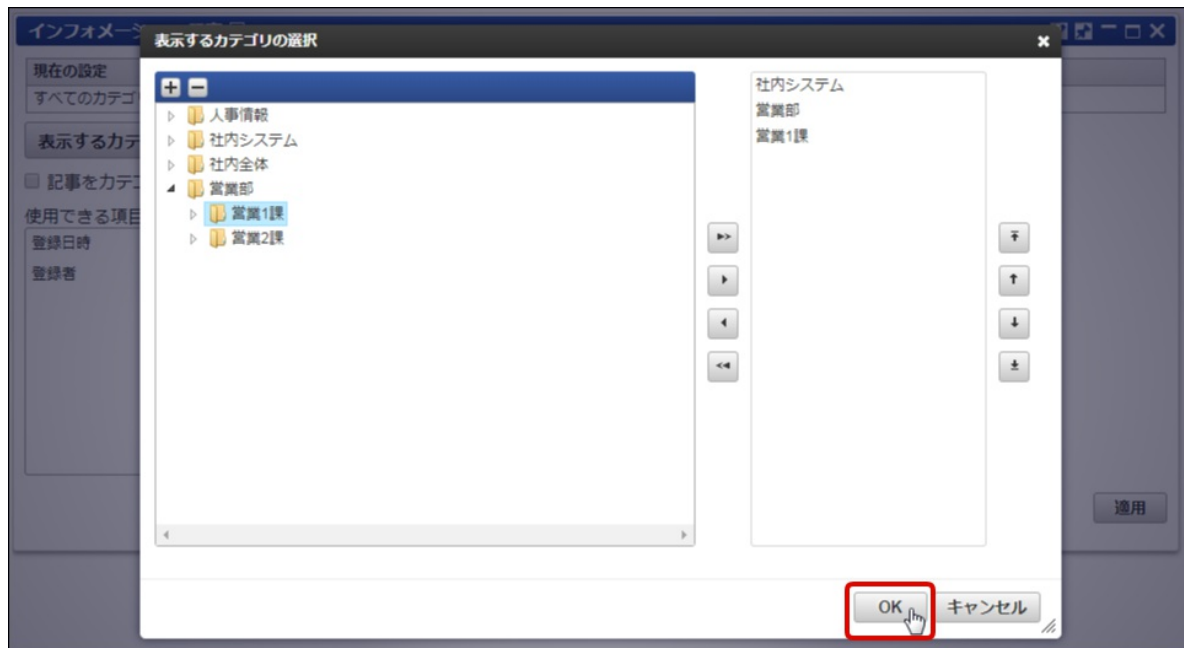 インフォメーシ
表示するカテゴリの選択
現在の設定
すべてのカテゴリ
表示するカテ
記事をカテゴ
使用できる項目
登録日時
登録者
人事情報
社内システム
社内全体
営業部
営業1課
営業2課
社内システム
営業部
営業1課
適用
OK
キャンセル